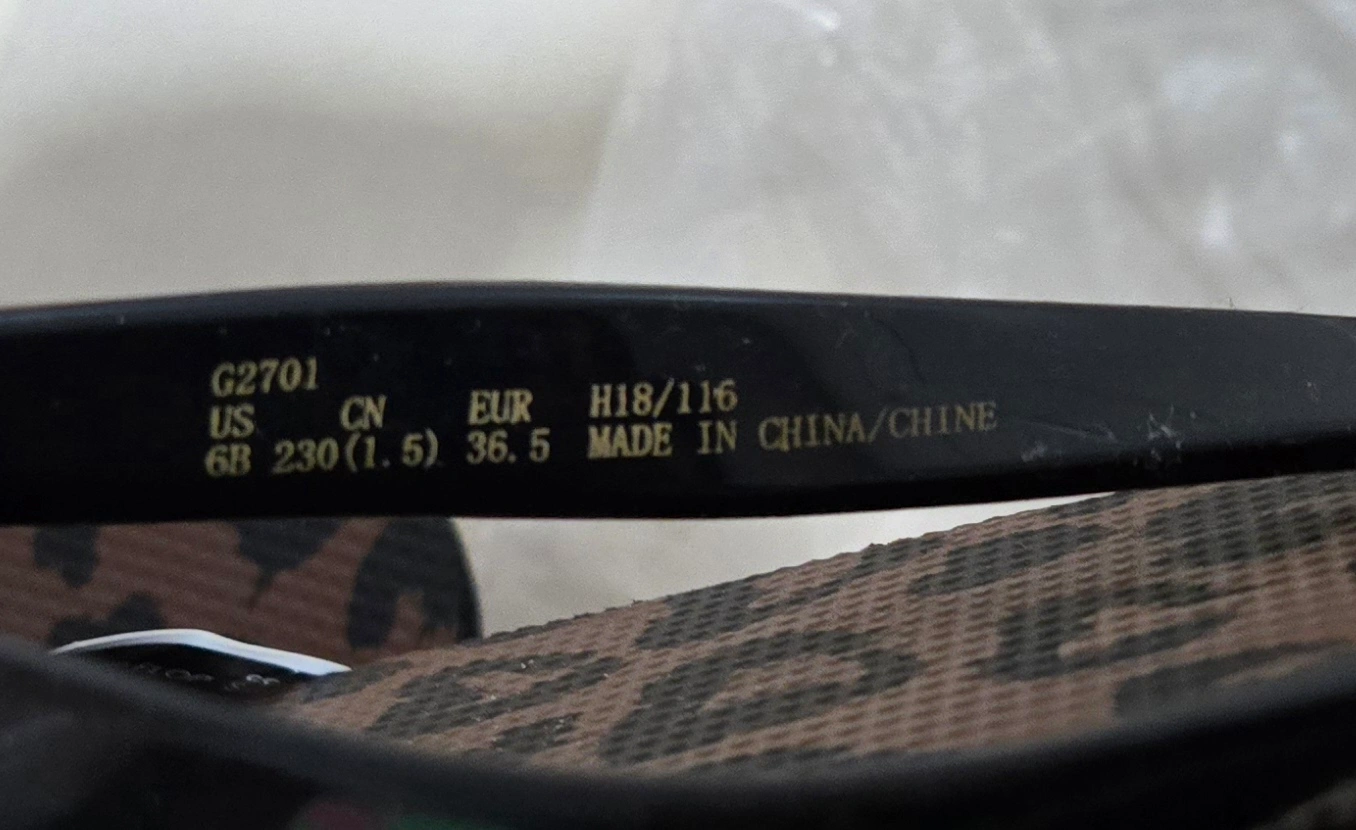 G2701
US CN EUR H18/116
6B 230(1.5) 36.5 MADE IN CHINA/CHINE